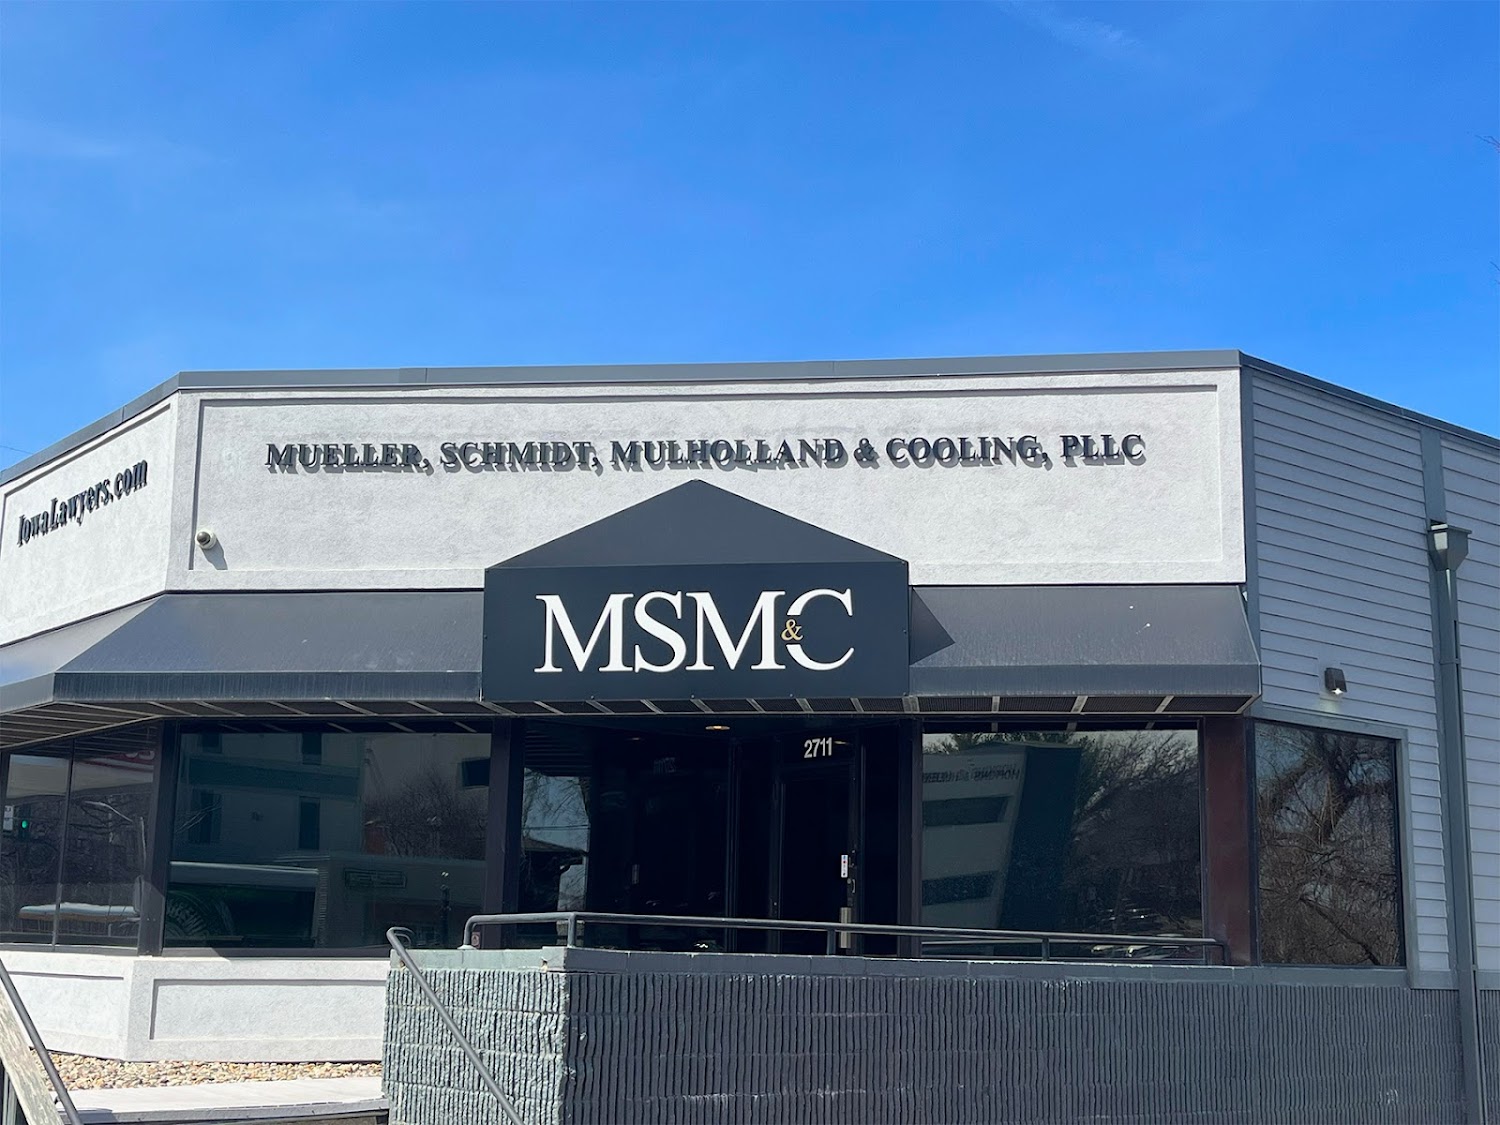 MUELLER, SCHMIDT, MULHOLLAND & COOLING, PLLC
IowaLawyers.com
MSM&C
2711